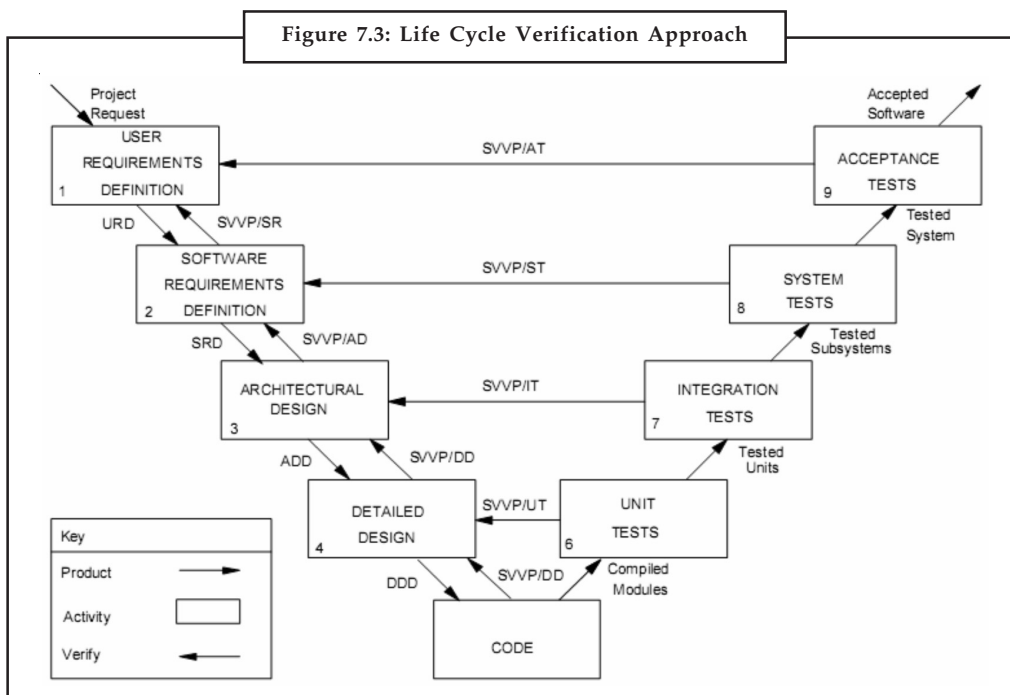 Figure 7.3: Life Cycle Verification Approach
Project
Request
Accepted
Software
USER
REQUIREMENTS
DEFINITION
1
SVVP/AT
ACCEPTANCE
TESTS
9
URD
SVVP/SR
Tested
System
SOFTWARE
REQUIREMENTS
DEFINITION
2
SVVP/ST
SYSTEM
TESTS
8
SRD
SVVP/AD
Tested
Subsystems
ARCHITECTURAL
DESIGN
3
SVVP/IT
INTEGRATION
TESTS
7
ADD
SVVP/DD
Tested
Units
DETAILED
DESIGN
4
SVVP/UT
UNIT
TESTS
6
DDD
SVVP/DD
Compiled
Modules
CODE
Key
Product
Activity
Verify